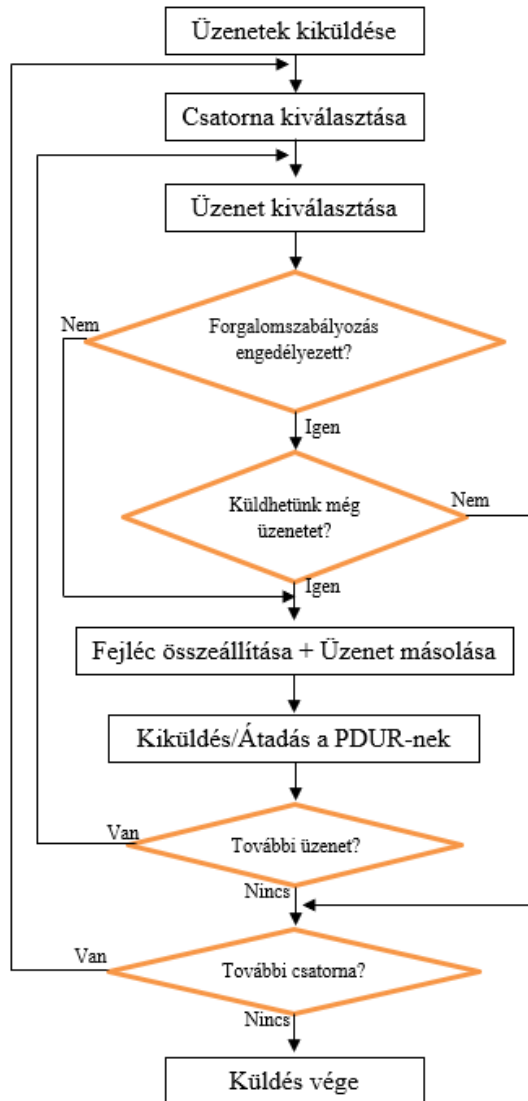 Üzenetek kiküldése
Csatorna kiválasztása
Üzenet kiválasztása
Nem
Forgalomszabályozás
engedélyezett?
Igen
Küldhetünk még
üzenetet?
Nem
Igen
Fejléc összeállítása + Üzenet másolása
Kiküldés/Átadás a PDUR-nek
Van
További üzenet?
Nincs
Van
További csatorna?
Nincs
Küldés vége